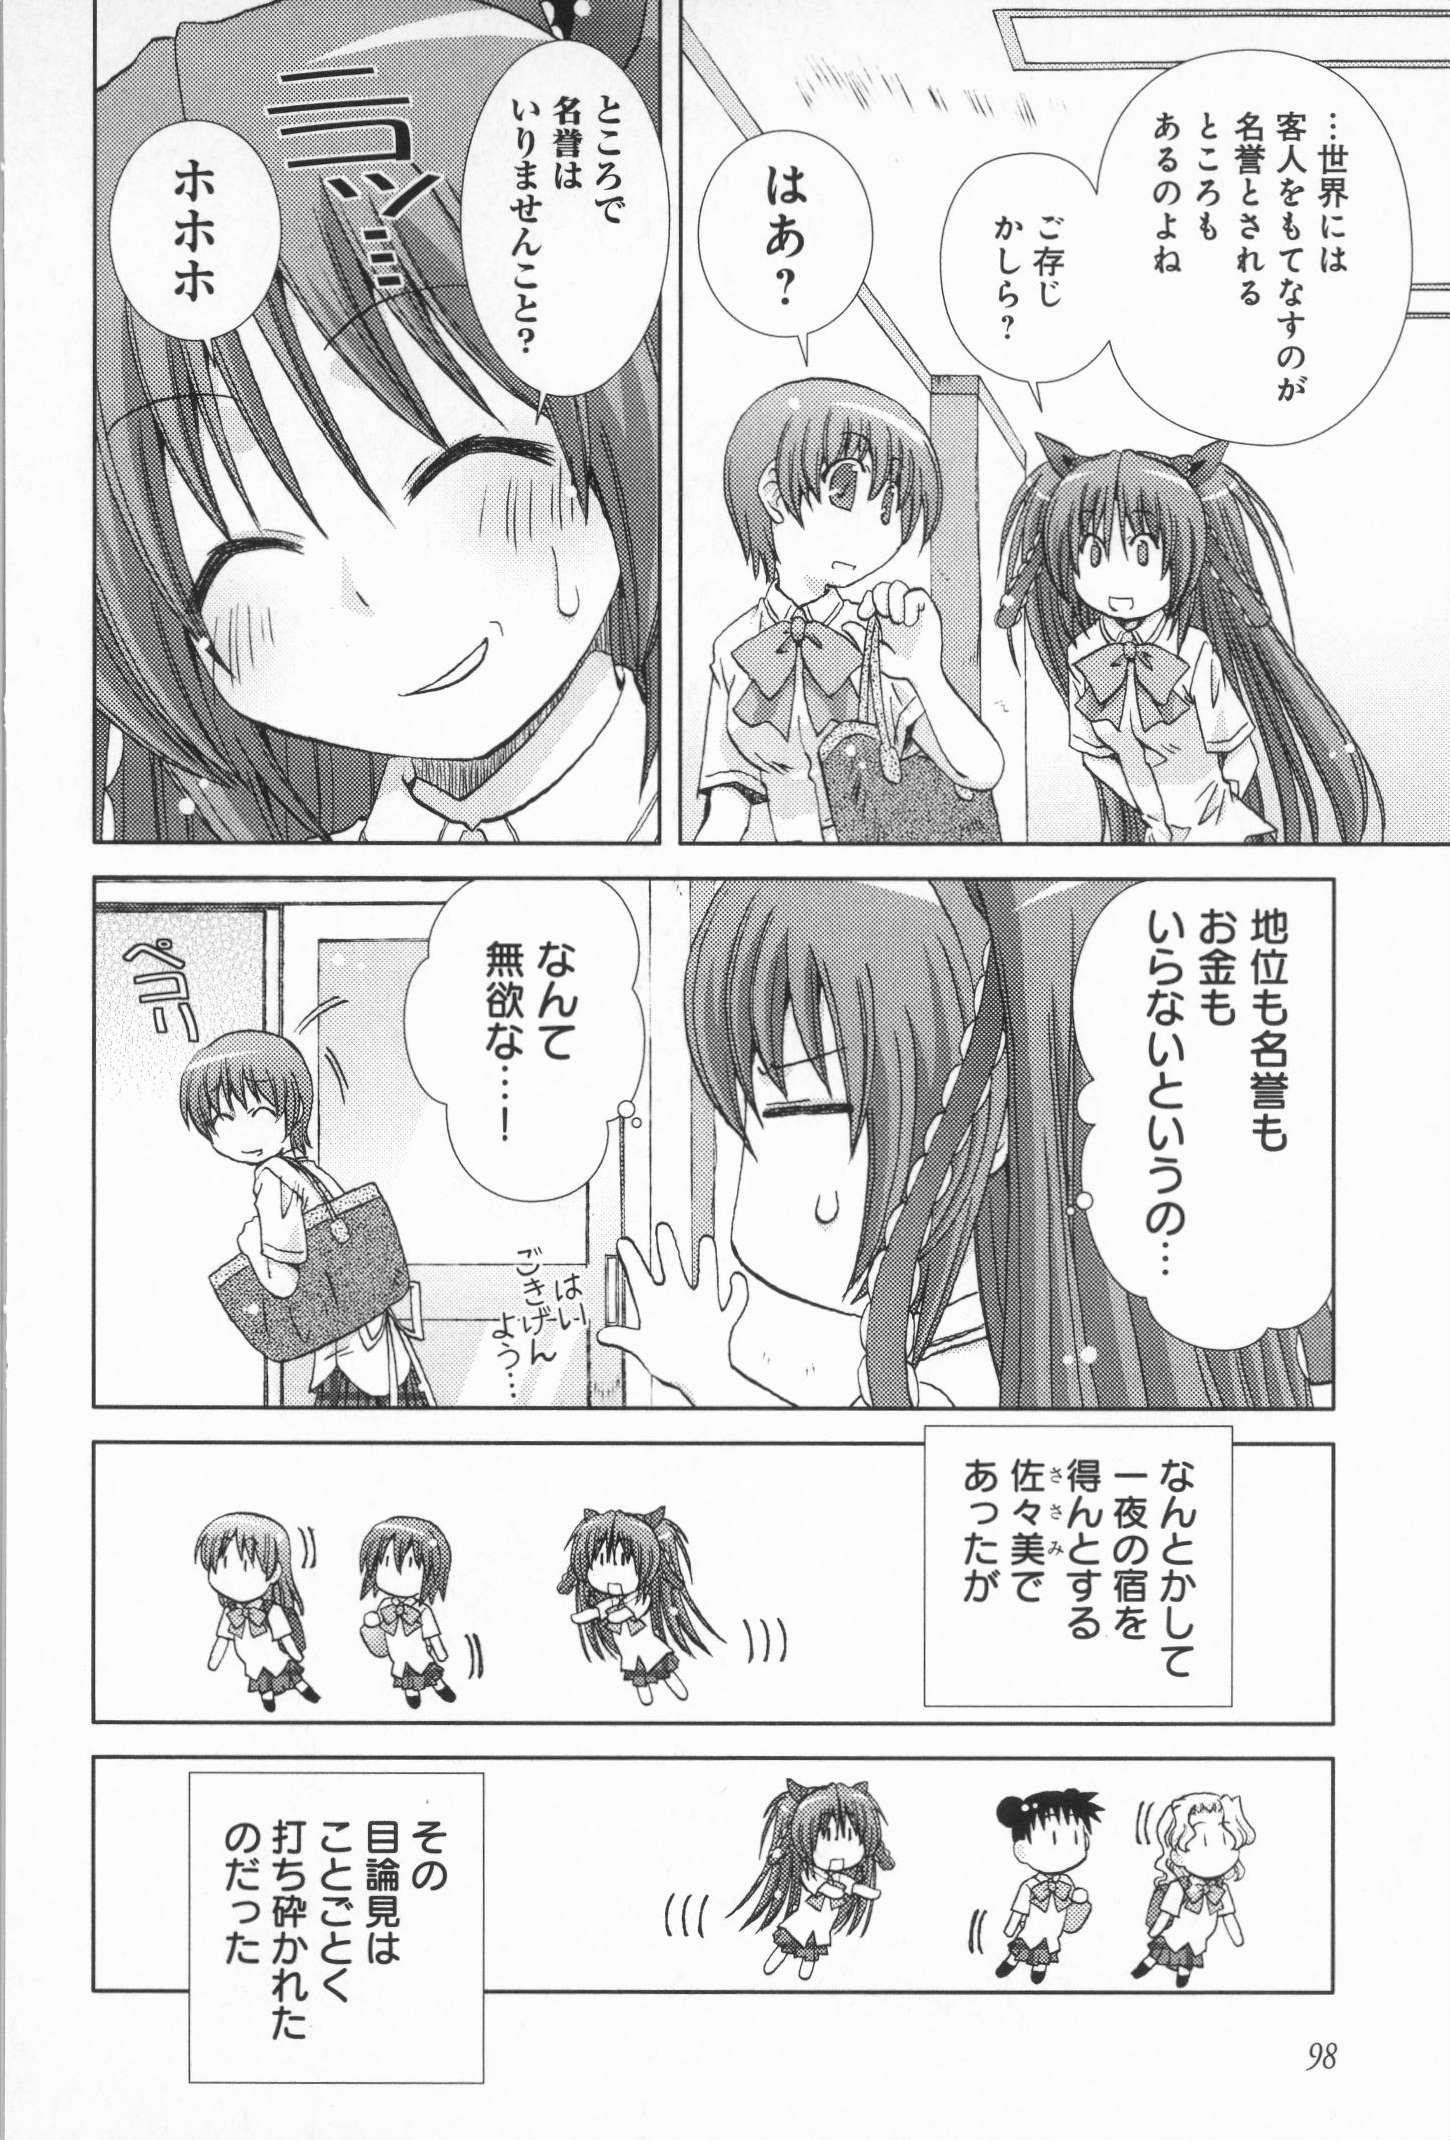 …世界には
客人をもてなすのが
名誉とされる
ところも
あるのよね
ご存じ
かしら？
はあ？
ところで
名誉は
いりませんこと？
ニコッ
ミ
ホホホ
地位も名誉も
お金も
いらないというの…
なんて
無欲な…！
はい
ごきげん
よう…
ペコリ
なんとかして
一夜の宿を
得んとする
佐々美で
ささみ
あったが
その
目論見は
ことごとく
打ち砕かれた
のだった
98